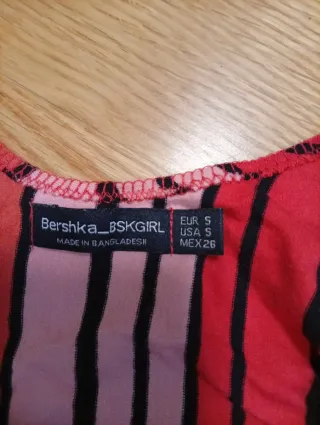 Bershka_BSKGIRL
MADE IN BANGLADESH
EUR S
USA S
MEX 26